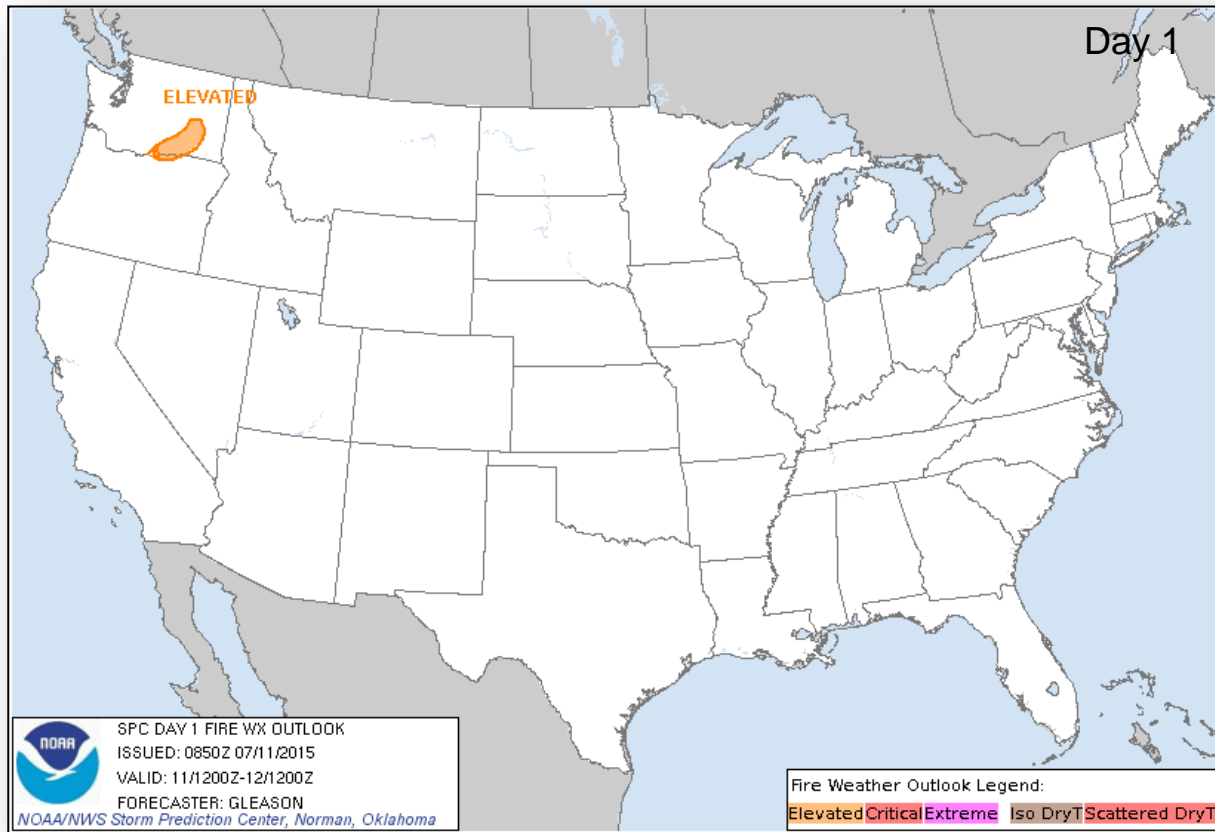 Day 1
ELEVATED
NOAA
SPC DAY 1 FIRE WX OUTLOOK
ISSUED: 0850Z 07/11/2015
VALID: 11/1200Z-12/1200Z
FORECASTER: GLEASON
NOAA/NWS Storm Prediction Center, Norman, Oklahoma
Fire Weather Outlook Legend:
Elevated Critical Extreme Iso DryT Scattered DryT